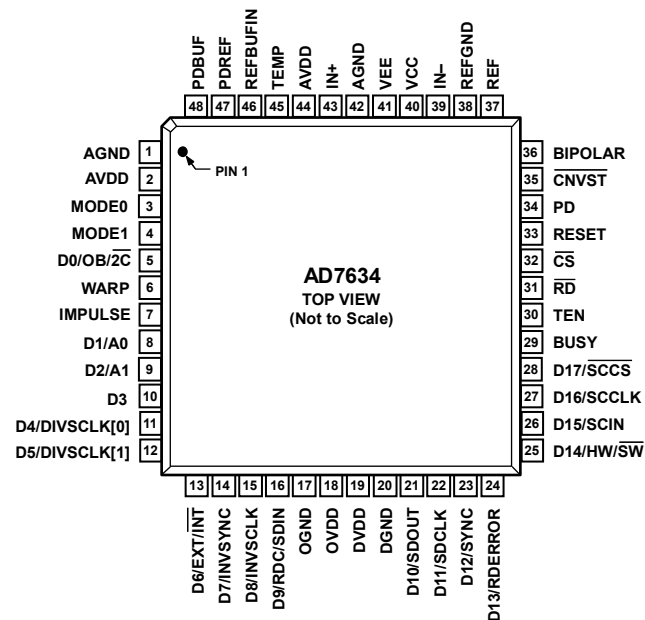 PDBUF
PDREF
REFBUFIN
TEMP
AVDD
IN+
AGND
VEE
VCC
IN–
REFGND
REF
48 47 46 45 44 43 42 41 40 39 38 37
AGND 1
AVDD 2
MODE0 3
MODE1 4
D0/OB/2C̅ 5
WARP 6
IMPULSE 7
D1/A0 8
D2/A1 9
D3 10
D4/DIVSCLK[0] 11
D5/DIVSCLK[1] 12
PIN 1
AD7634
TOP VIEW
(Not to Scale)
36 BIPOLAR
35 C̅N̅V̅S̅T̅
34 PD
33 RESET
32 C̅S̅
31 R̅D̅
30 TEN
29 BUSY
28 D17/S̅C̅C̅S̅
27 D16/SCCLK
26 D15/SCIN
25 D14/HW/S̅W̅
13 14 15 16 17 18 19 20 21 22 23 24
D6/EXT/I̅N̅T̅
D7/INVSYNC
D8/INVSCLK
D9/RDC/SDIN
OGND
OVDD
DVDD
DGND
D10/SDOUT
D11/SDCLK
D12/SYNC
D13/RDERROR